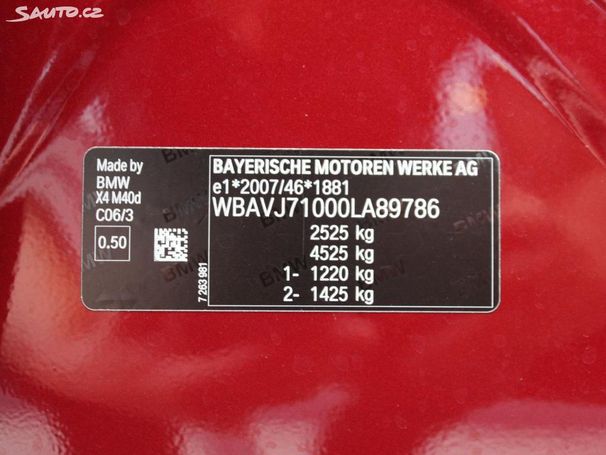 SAUTO.CZ
Made by
BMW
X4 M40d
C06/3
0.50
7 263 981
BAYERISCHE MOTOREN WERKE AG
e1*2007/46*1881
WBAVJ71000LA89786
2525 kg
4525 kg
1- 1220 kg
2- 1425 kg